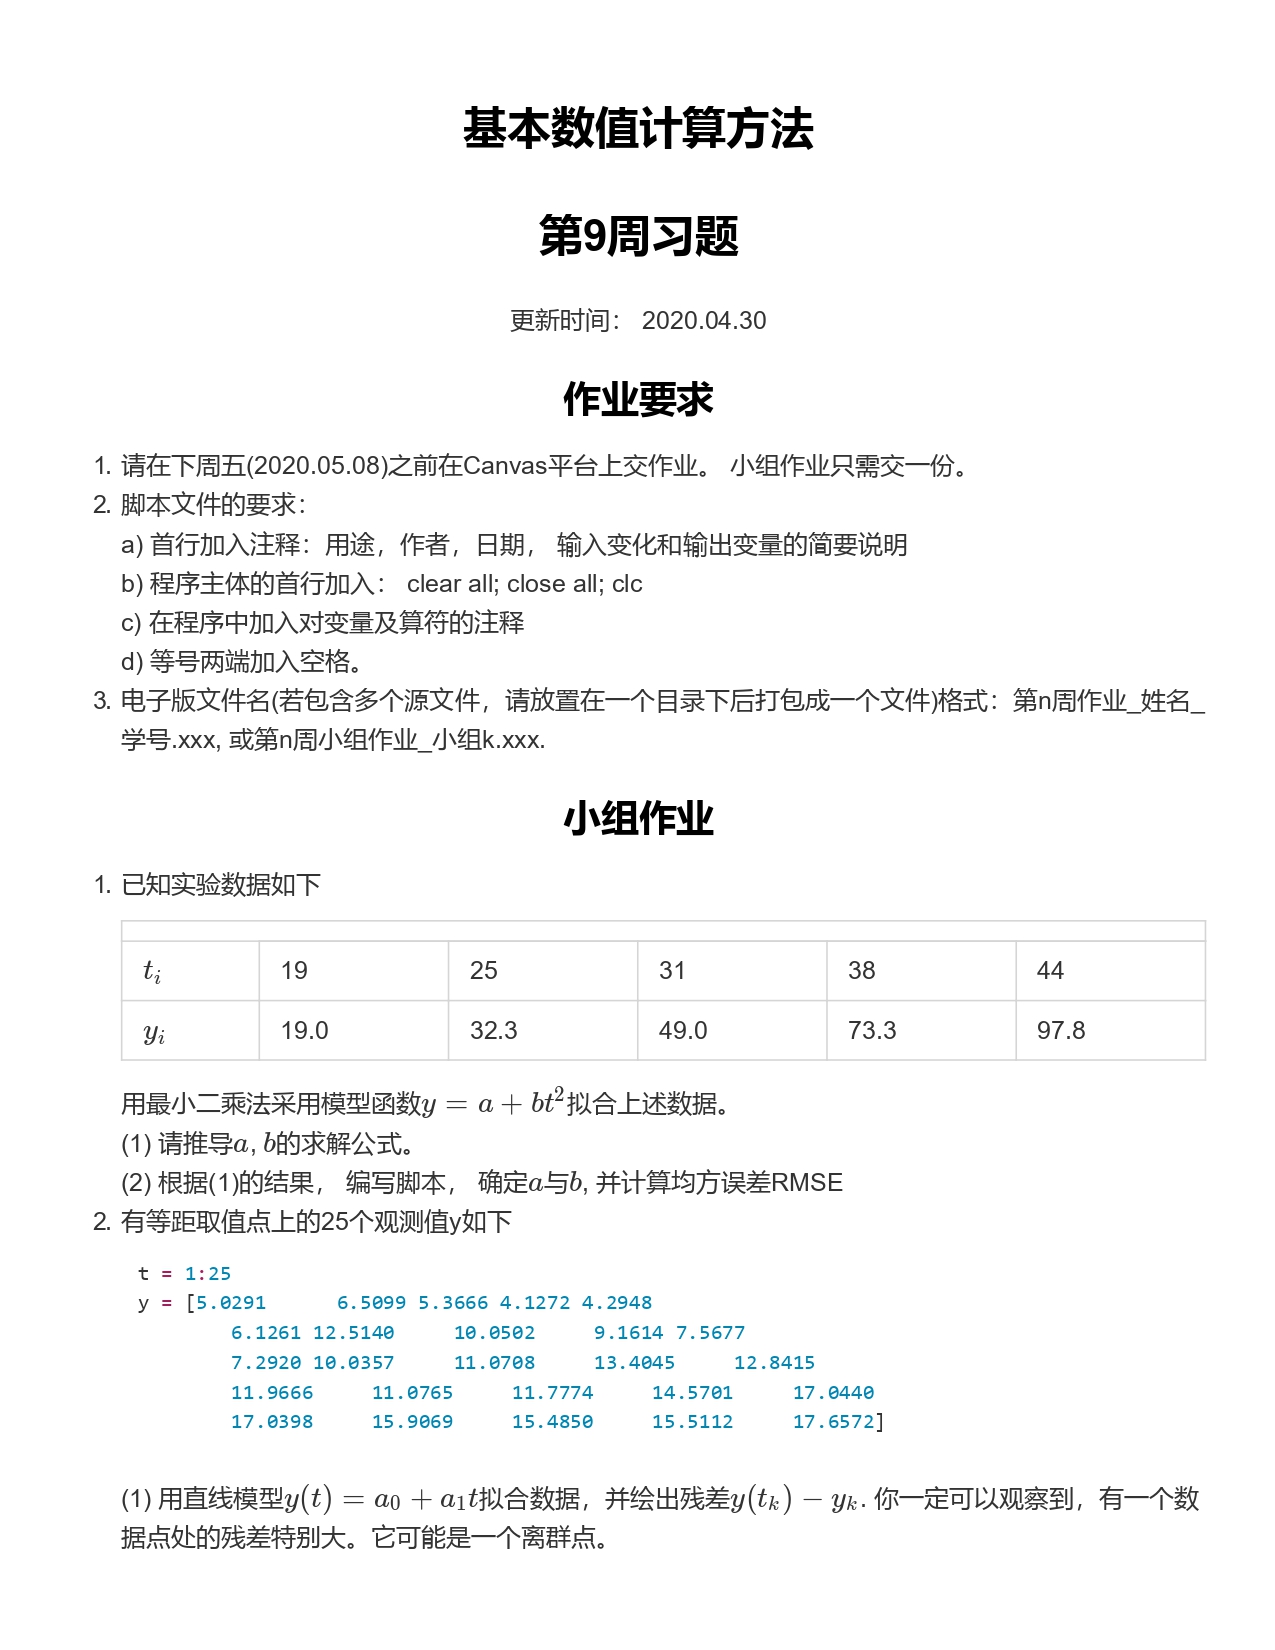 基本数值计算方法
第9周习题
更新时间： 2020.04.30
作业要求
1. 请在下周五(2020.05.08)之前在Canvas平台上交作业。 小组作业只需交一份。
2. 脚本文件的要求：
a) 首行加入注释：用途，作者，日期， 输入变化和输出变量的简要说明
b) 程序主体的首行加入： clear all; close all; clc
c) 在程序中加入对变量及算符的注释
d) 等号两端加入空格。
3. 电子版文件名(若包含多个源文件，请放置在一个目录下后打包成一个文件)格式：第n周作业_姓名_
学号.xxx, 或第n周小组作业_小组k.xxx.
小组作业
1. 已知实验数据如下
t_i 19 25 31 38 44
y_i 19.0 32.3 49.0 73.3 97.8
用最小二乘法采用模型函数y = a + bt²拟合上述数据。
(1) 请推导a, b的求解公式。
(2) 根据(1)的结果， 编写脚本， 确定a与b, 并计算均方误差RMSE
2. 有等距取值点上的25个观测值y如下
t = 1:25
y = [5.0291 6.5099 5.3666 4.1272 4.2948
6.1261 12.5140 10.0502 9.1614 7.5677
7.2920 10.0357 11.0708 13.4045 12.8415
11.9666 11.0765 11.7774 14.5701 17.0440
17.0398 15.9069 15.4850 15.5112 17.6572]
(1) 用直线模型y(t) = a₀ + a₁t拟合数据，并绘出残差y(t_k) − y_k. 你一定可以观察到，有一个数
据点处的残差特别大。它可能是一个离群点。